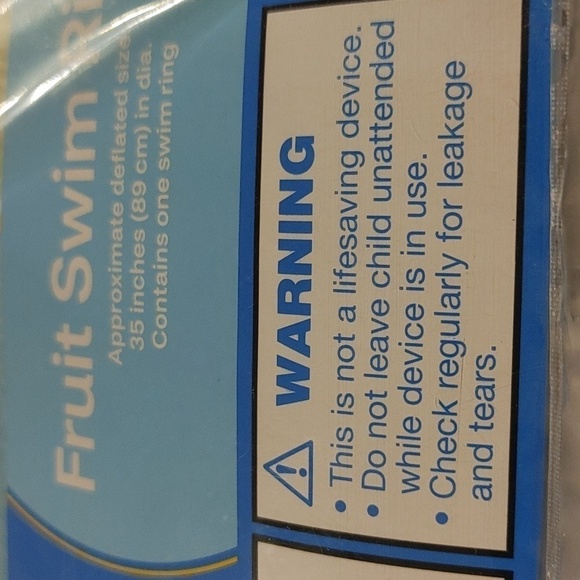 Fruit Swim
Approximate deflated size
35 inches (89 cm) in dia.
Contains one swim ring
WARNING
• This is not a lifesaving device.
• Do not leave child unattended
while device is in use.
• Check regularly for leakage
and tears.